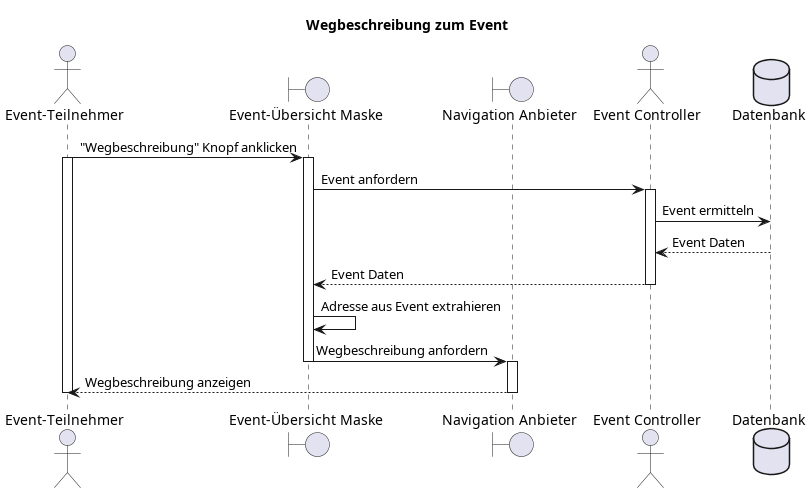 Wegbeschreibung zum Event
Event-Teilnehmer
Event-Übersicht Maske
Navigation Anbieter
Event Controller
Datenbank
"Wegbeschreibung" Knopf anklicken
Event anfordern
Event ermitteln
Event Daten
Event Daten
Adresse aus Event extrahieren
Wegbeschreibung anfordern
Wegbeschreibung anzeigen
Event-Teilnehmer
Event-Übersicht Maske
Navigation Anbieter
Event Controller
Datenbank